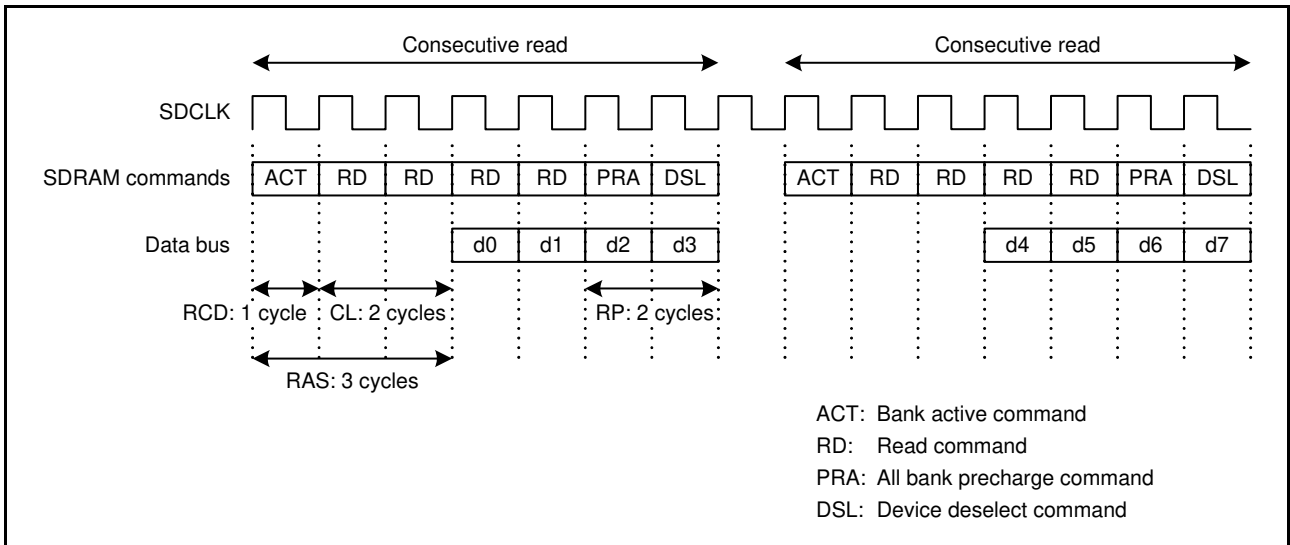 Consecutive read Consecutive read
SDCLK
SDRAM commands ACT RD RD RD RD PRA DSL ACT RD RD RD RD PRA DSL
Data bus d0 d1 d2 d3 d4 d5 d6 d7
RCD: 1 cycle CL: 2 cycles RP: 2 cycles
RAS: 3 cycles
ACT: Bank active command
RD: Read command
PRA: All bank precharge command
DSL: Device deselect command